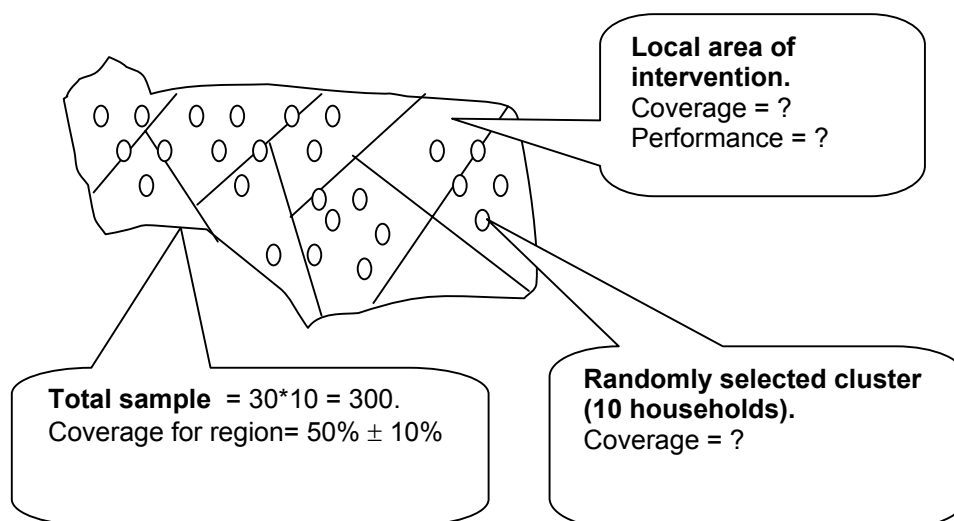 Local area of
intervention.
Coverage = ?
Performance = ?
Total sample = 30*10 = 300.
Coverage for region= 50% ± 10%
Randomly selected cluster
(10 households).
Coverage = ?